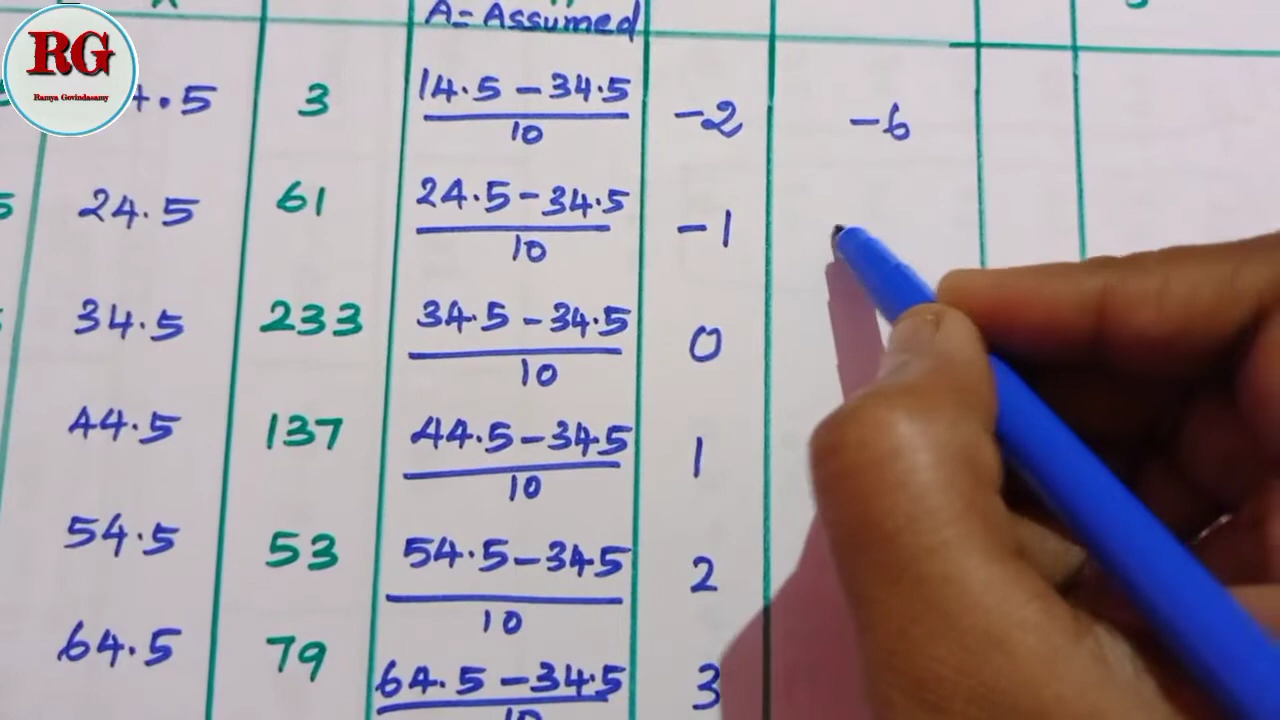 RG
Ramya Govindasamy
A = Assumed
4.5 3 14.5 - 34.5 -2 -6
10
24.5 61 24.5 - 34.5 -1
10
34.5 233 34.5 - 34.5 0
10
44.5 137 44.5 - 34.5 1
10
54.5 53 54.5 - 34.5 2
10
64.5 79 64.5 - 34.5 3
10